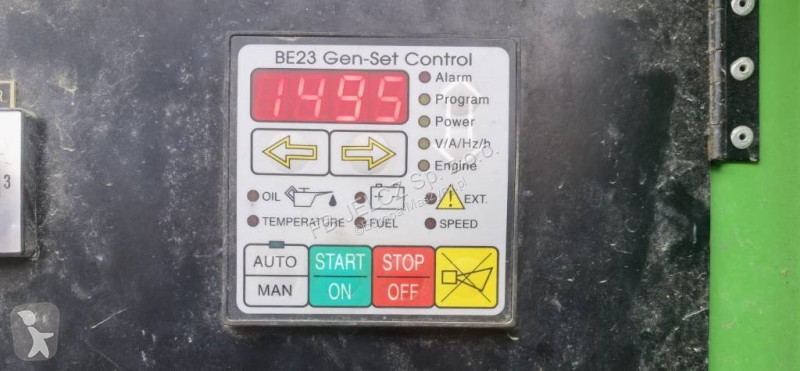 BE23 Gen-Set Control
1495
Alarm
Program
Power
V/A/Hz/h
Engine
OIL
EXT.
TEMPERATURE
FUEL
SPEED
AUTO
MAN
START
ON
STOP
OFF
R
3